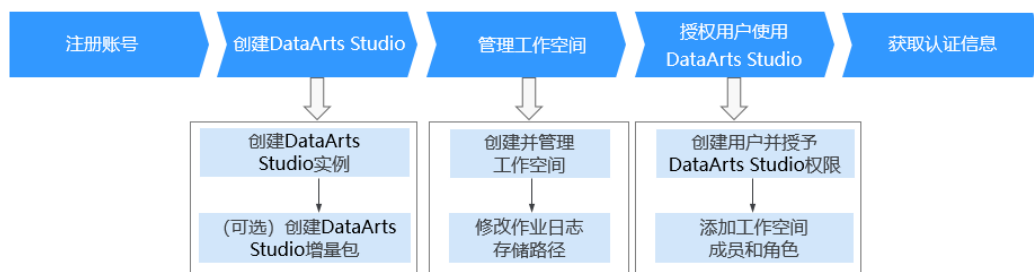 注册账号
创建DataArts Studio
管理工作空间
授权用户使用
DataArts Studio
获取认证信息
创建DataArts
Studio实例
(可选) 创建DataArts
Studio增量包
创建并管理
工作空间
修改作业日志
存储路径
创建用户并授予
DataArts Studio权限
添加工作空间
成员和角色